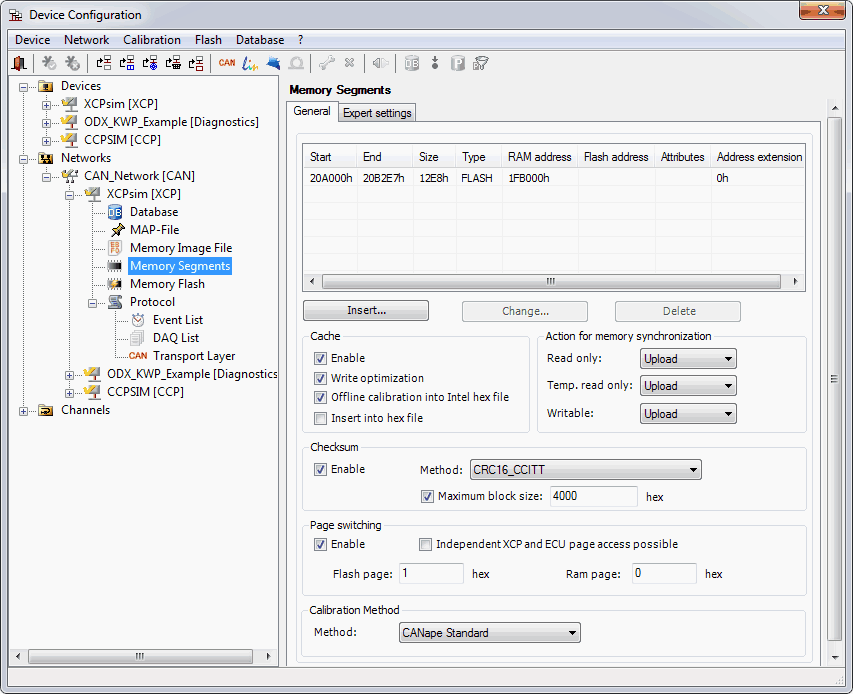 Device Configuration
Device Network Calibration Flash Database ?
CAN
DB
P
Devices
XCPsim [XCP]
ODX_KWP_Example [Diagnostics]
CCPSIM [CCP]
Networks
CAN_Network [CAN]
XCPsim [XCP]
DB Database
MAP-File
Memory Image File
Memory Segments
Memory Flash
Protocol
Event List
DAQ List
CAN Transport Layer
ODX_KWP_Example [Diagnostics
CCPSIM [CCP]
Channels
Memory Segments
General Expert settings
Start End Size Type RAM address Flash address Attributes Address extension
20A000h 20B2E7h 12E8h FLASH 1FB000h 0h
Insert... Change... Delete
Cache
Enable
Write optimization
Offline calibration into Intel hex file
Insert into hex file
Action for memory synchronization
Read only: Upload
Temp. read only: Upload
Writable: Upload
Checksum
Enable Method: CRC16_CCITT
Maximum block size: 4000 hex
Page switching
Enable Independent XCP and ECU page access possible
Flash page: 1 hex Ram page: 0 hex
Calibration Method
Method: CANape Standard